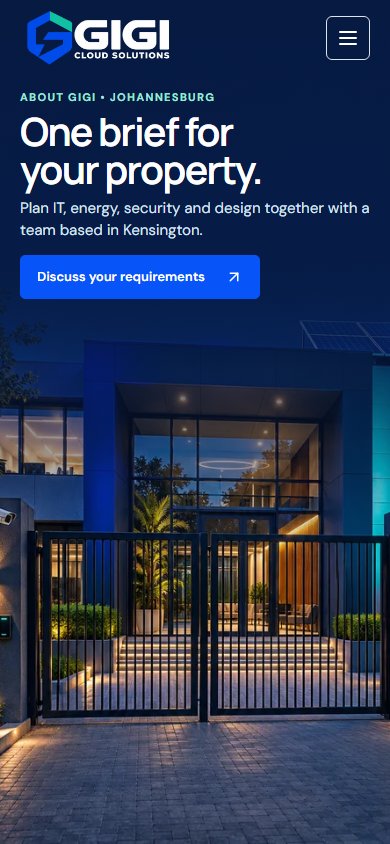 GIGI
CLOUD SOLUTIONS
ABOUT GIGI • JOHANNESBURG
One brief for
your property.
Plan IT, energy, security and design together with a
team based in Kensington.
Discuss your requirements